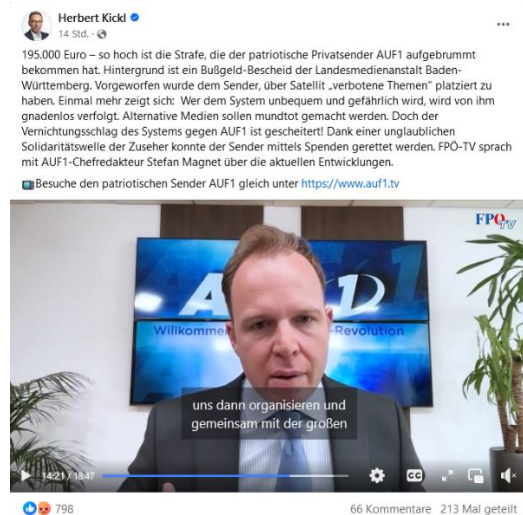 Herbert Kickl
14 Std. ·
195.000 Euro – so hoch ist die Strafe, die der patriotische Privatsender AUF1 aufgebrummt
bekommen hat. Hintergrund ist ein Bußgeld-Bescheid der Landesmedienanstalt Baden-
Württemberg. Vorgeworfen wurde dem Sender, über Satellit „verbotene Themen" platziert zu
haben. Einmal mehr zeigt sich: Wer dem System unbequem und gefährlich wird, wird von ihm
gnadenlos verfolgt. Alternative Medien sollen mundtot gemacht werden. Doch der
Vernichtungsschlag des Systems gegen AUF1 ist gescheitert! Dank einer unglaublichen
Solidaritätswelle der Zuseher konnte der Sender mittels Spenden gerettet werden. FPÖ-TV sprach
mit AUF1-Chefredakteur Stefan Magnet über die aktuellen Entwicklungen.
Besuche den patriotischen Sender AUF1 gleich unter https://www.auf1.tv
FPÖ
TV
A 1
Willkomme Revolution
uns dann organisieren und
gemeinsam mit der großen
14:21 / 18:47
CC
798
66 Kommentare 213 Mal geteilt